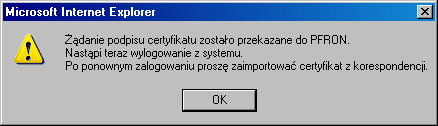 Microsoft Internet Explorer
Żądanie podpisu certyfikatu zostało przekazane do PFRON.
Nastąpi teraz wylogowanie z systemu.
Po ponownym zalogowaniu proszę zaimportować certyfikat z korespondencji.
OK